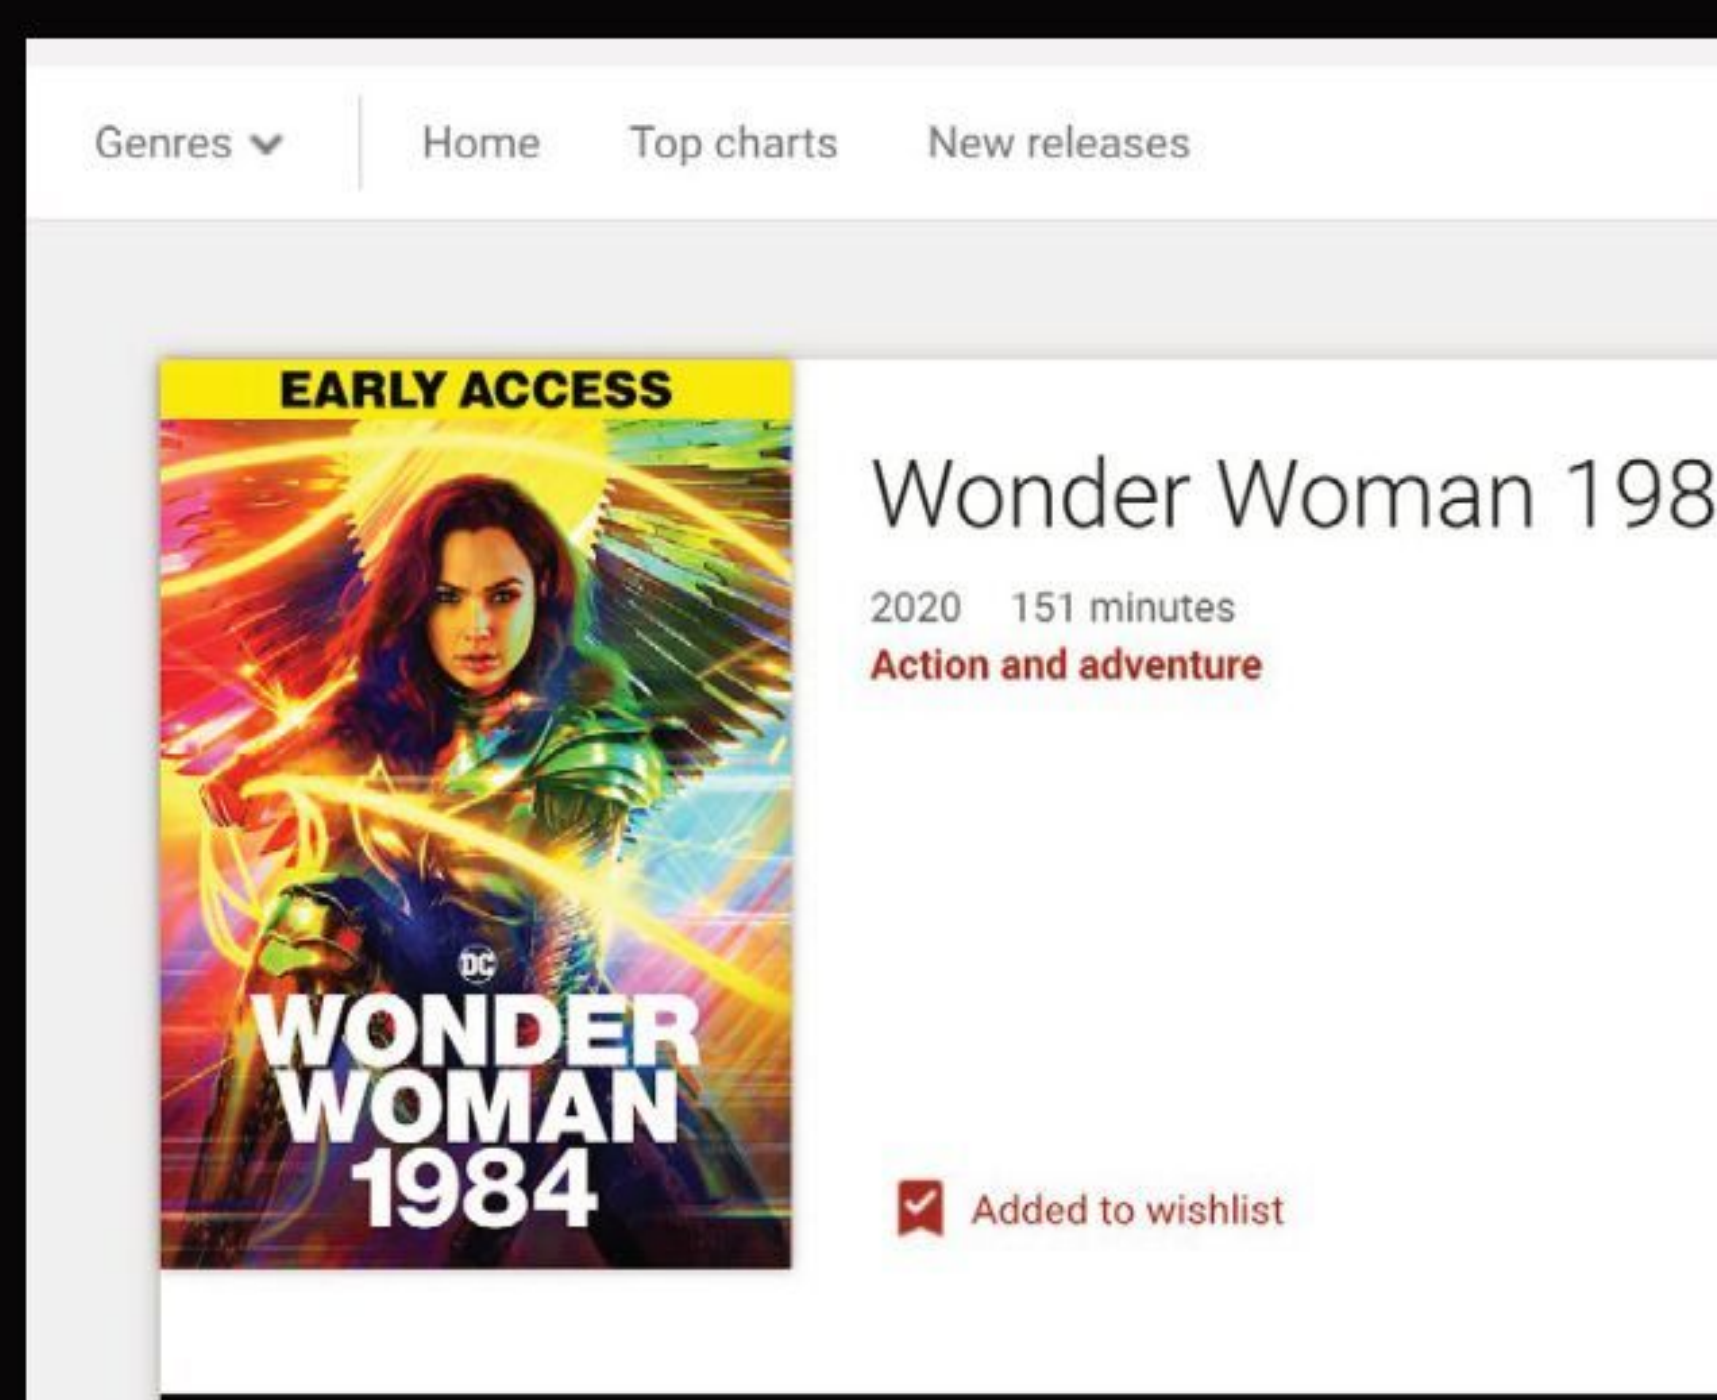 Genres
Home
Top charts
New releases
EARLY ACCESS
DC
WONDER
WOMAN
1984
Wonder Woman 198
2020 151 minutes
Action and adventure
Added to wishlist